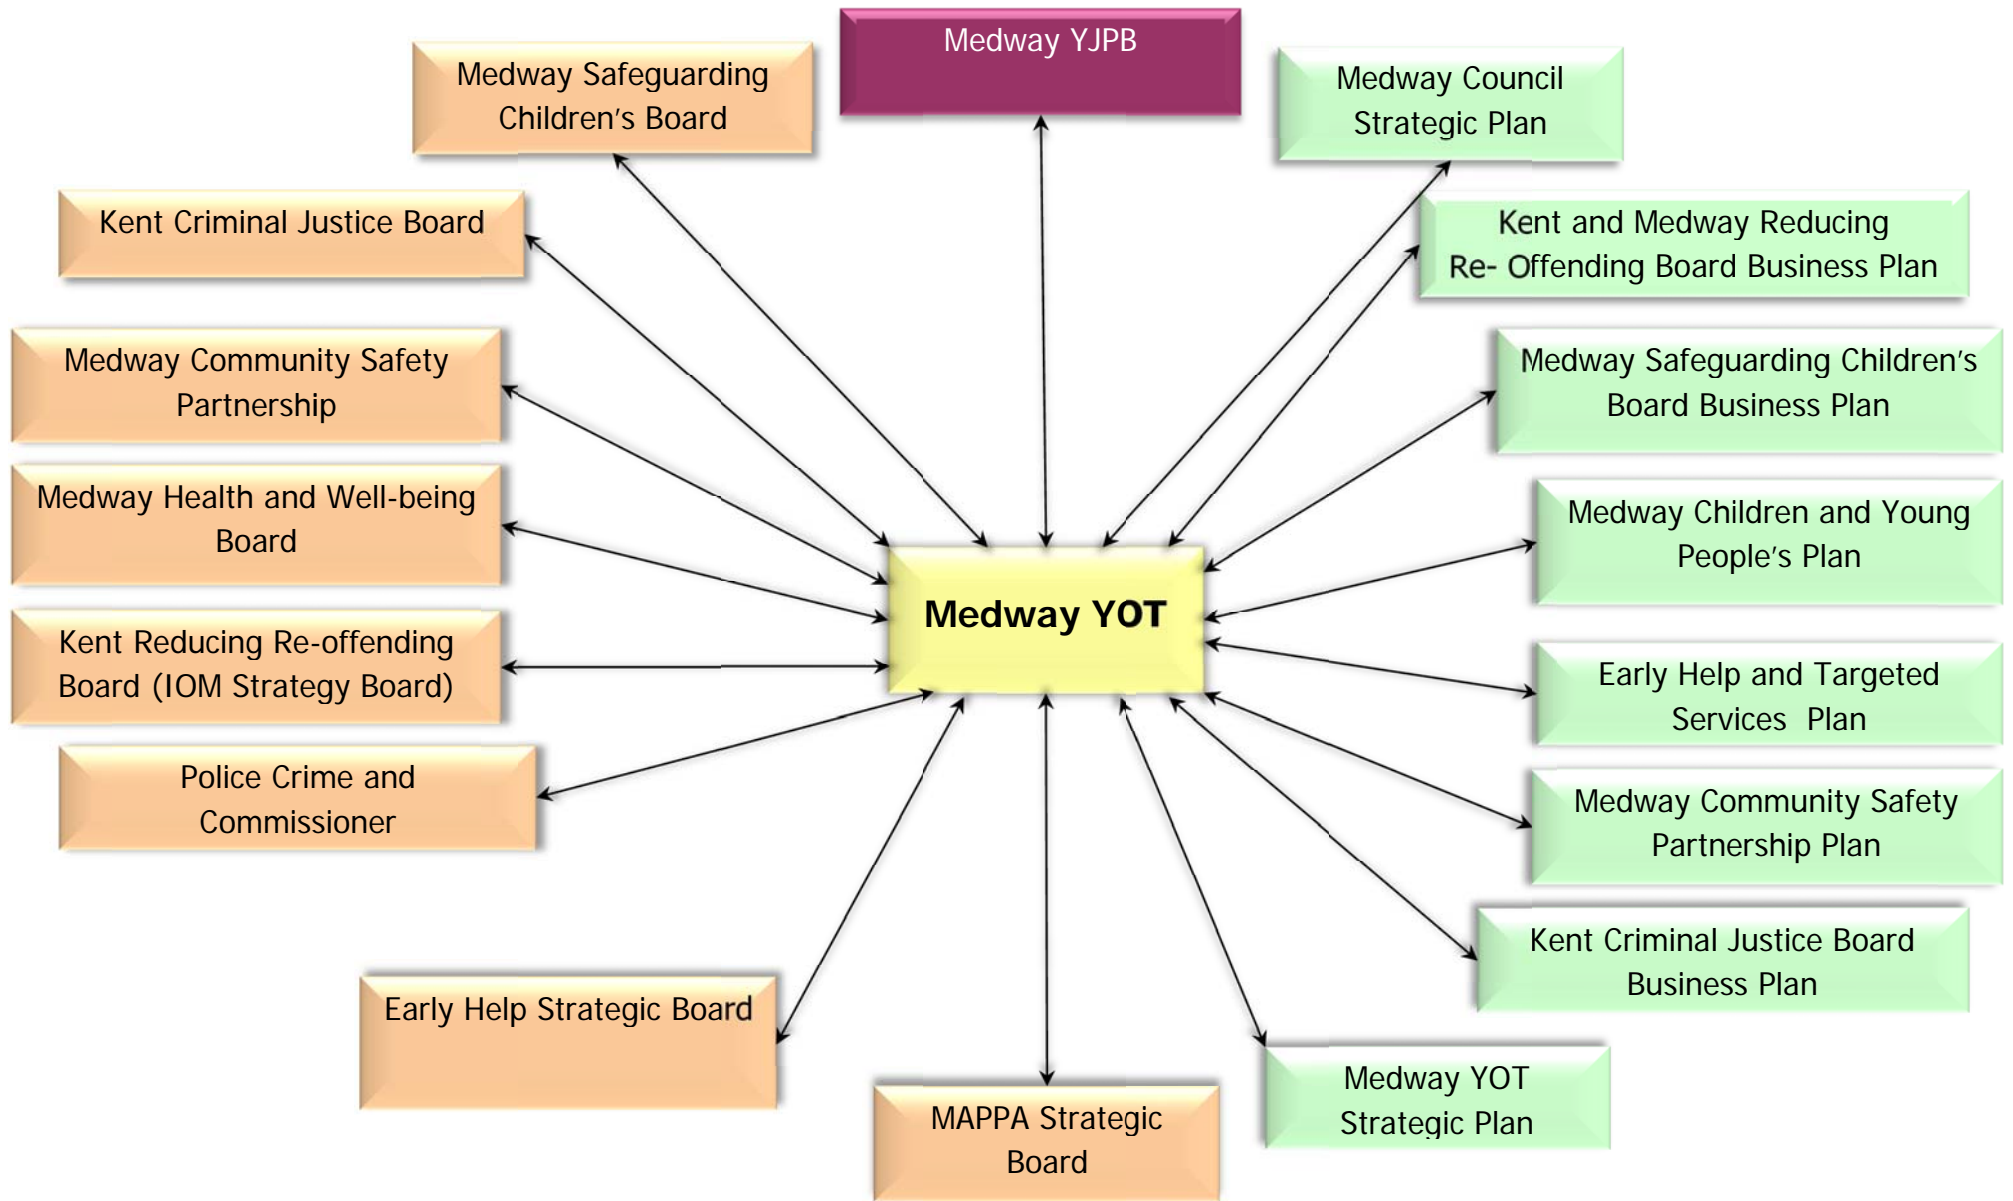 Medway YJPB
Medway Safeguarding
Children's Board
Medway Council
Strategic Plan
Kent Criminal Justice Board
Kent and Medway Reducing
Re- Offending Board Business Plan
Medway Community Safety
Partnership
Medway Safeguarding Children's
Board Business Plan
Medway Health and Well-being
Board
Medway Children and Young
People's Plan
Medway YOT
Kent Reducing Re-offending
Board (IOM Strategy Board)
Early Help and Targeted
Services  Plan
Police Crime and
Commissioner
Medway Community Safety
Partnership Plan
Kent Criminal Justice Board
Business Plan
Early Help Strategic Board
Medway YOT
Strategic Plan
MAPPA Strategic
Board